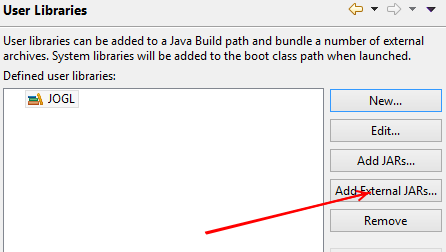 User Libraries
User libraries can be added to a Java Build path and bundle a number of external
archives. System libraries will be added to the boot class path when launched.
Defined user libraries:
JOGL
New...
Edit...
Add JARs...
Add External JARs...
Remove